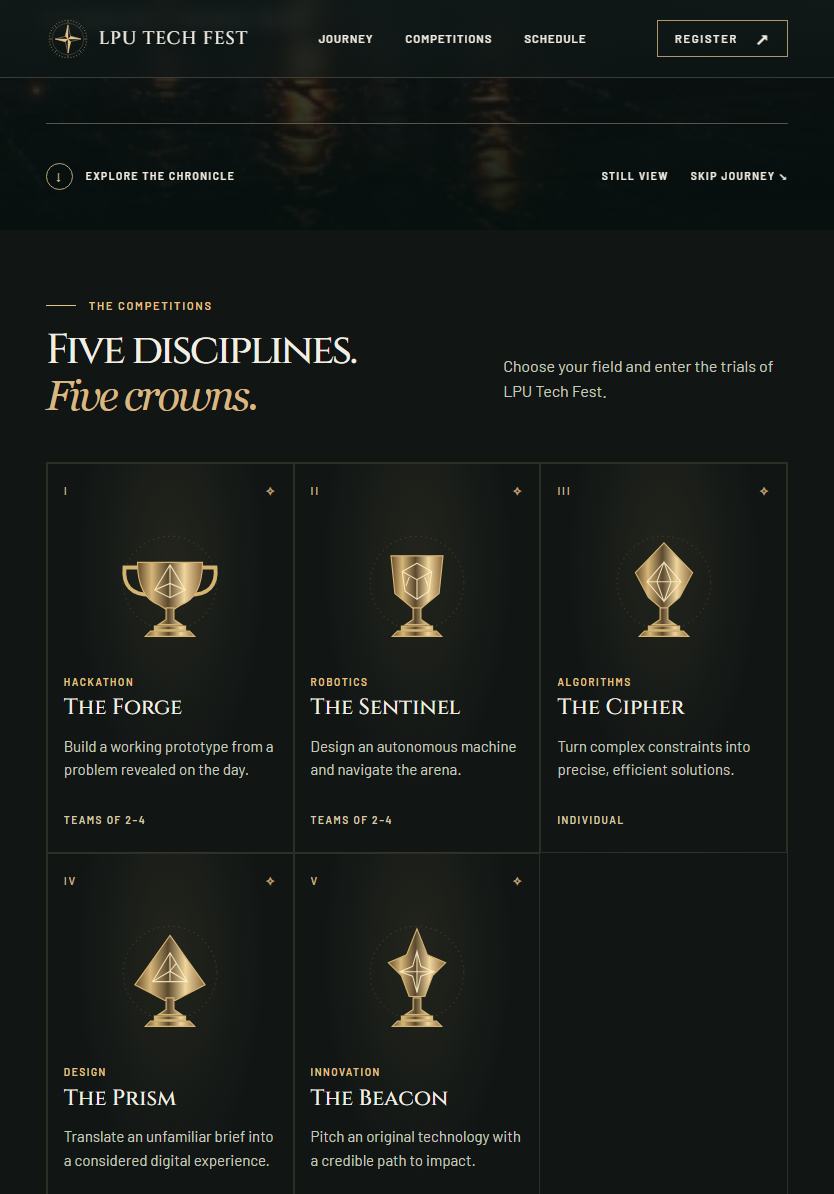 LPU TECH FEST
JOURNEY
COMPETITIONS
SCHEDULE
REGISTER ↗
↓ EXPLORE THE CHRONICLE
STILL VIEW
SKIP JOURNEY ↘
THE COMPETITIONS
FIVE DISCIPLINES.
Five crowns.
Choose your field and enter the trials of
LPU Tech Fest.
I
HACKATHON
THE FORGE
Build a working prototype from a
problem revealed on the day.
TEAMS OF 2–4
II
ROBOTICS
THE SENTINEL
Design an autonomous machine
and navigate the arena.
TEAMS OF 2–4
III
ALGORITHMS
THE CIPHER
Turn complex constraints into
precise, efficient solutions.
INDIVIDUAL
IV
DESIGN
THE PRISM
Translate an unfamiliar brief into
a considered digital experience.
V
INNOVATION
THE BEACON
Pitch an original technology with
a credible path to impact.